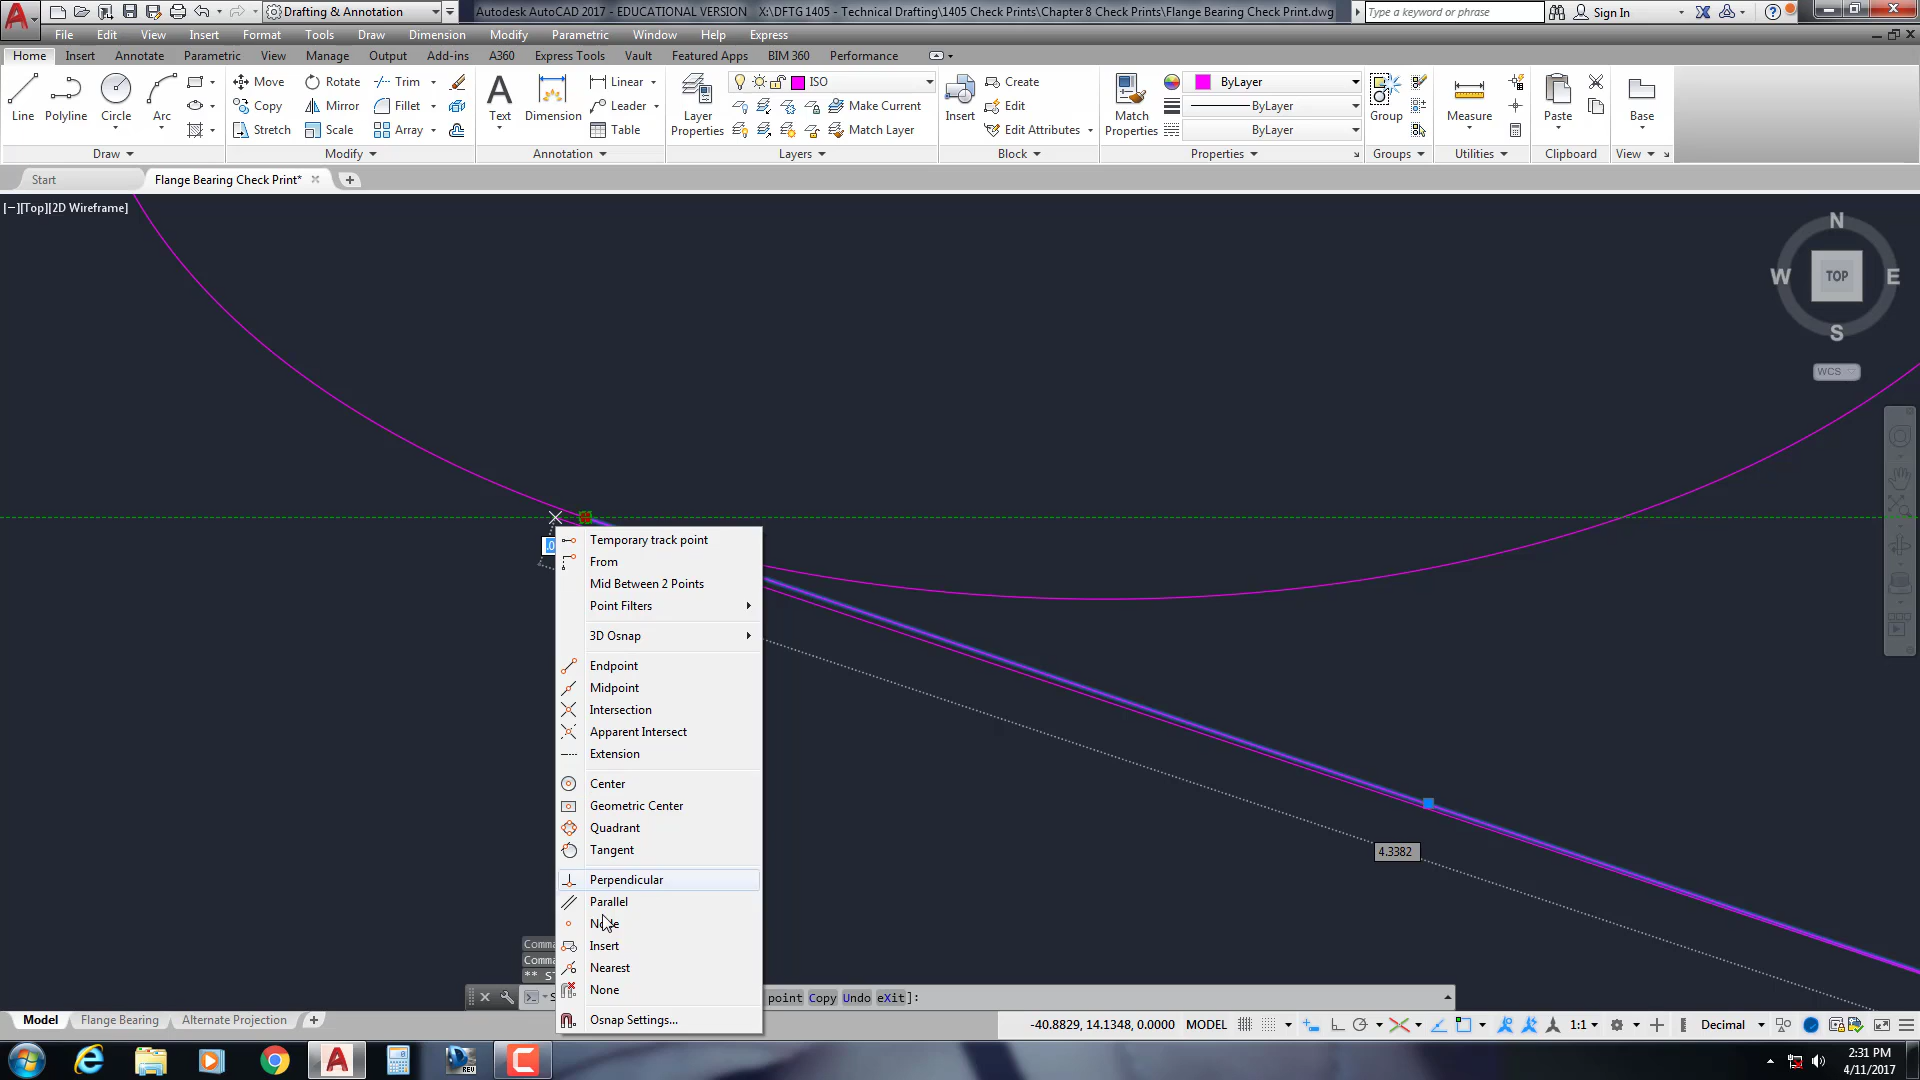 Drafting & Annotation
Autodesk AutoCAD 2017 - EDUCATIONAL VERSION X:\DFTG 1405 - Technical Drafting\1405 Check Prints\Chapter 8 Check Prints\Flange Bearing Check Print.dwg
Type a keyword or phrase
Sign In
File Edit View Insert Format Tools Draw Dimension Modify Parametric Window Help Express
Home Insert Annotate Parametric View Manage Output Add-ins A360 Express Tools Vault Featured Apps BIM 360 Performance
Line Polyline Circle Arc
Move Rotate Trim
Copy Mirror Fillet
Stretch Scale Array
Text Dimension
Linear
Leader
Table
Layer Properties
ISO
Make Current
Match Layer
Insert
Create
Edit
Edit Attributes
Match Properties
ByLayer
ByLayer
ByLayer
Group
Measure
Paste
Base
Draw Modify Annotation Layers Block Properties Groups Utilities Clipboard View
Start Flange Bearing Check Print*
[−][Top][2D Wireframe]
N
W TOP E
S
WCS
.0
Temporary track point
From
Mid Between 2 Points
Point Filters
3D Osnap
Endpoint
Midpoint
Intersection
Apparent Intersect
Extension
Center
Geometric Center
Quadrant
Tangent
Perpendicular
Parallel
Node
Insert
Nearest
None
Osnap Settings...
4.3382
Comma
Comma
** S
point Copy Undo eXit]:
Model Flange Bearing Alternate Projection
-40.8829, 14.1348, 0.0000 MODEL 1:1 Decimal
REV
2:31 PM
4/11/2017